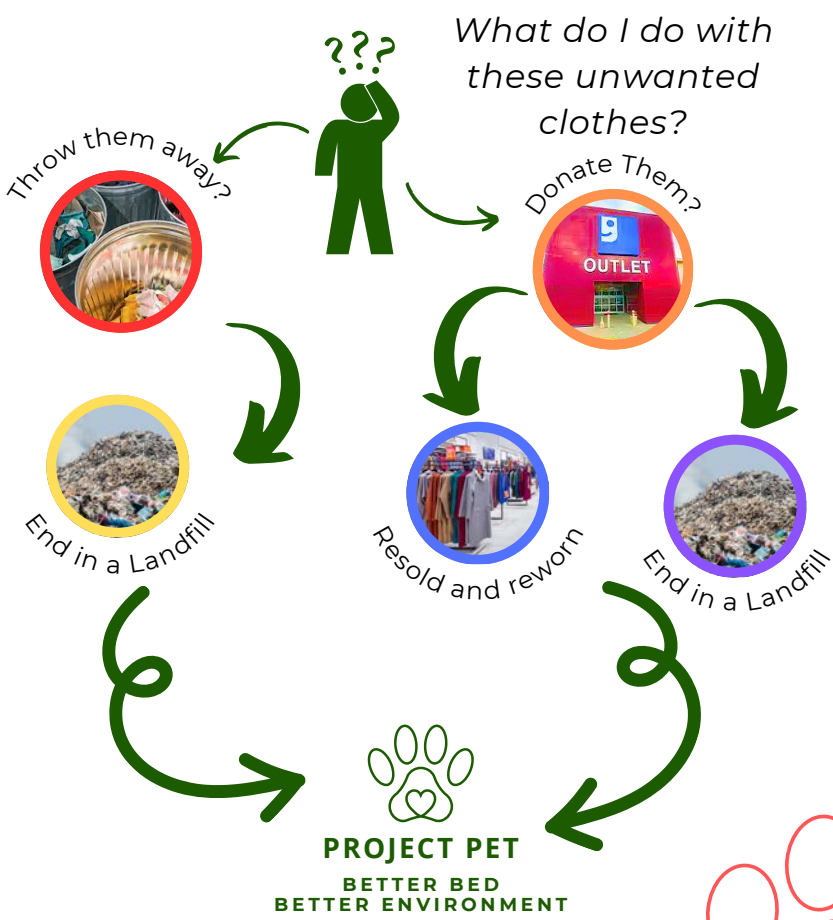 ???
What do I do with
these unwanted
clothes?
Throw them away?
Donate Them?
g
OUTLET
End in a Landfill
Resold and reworn
End in a Landfill
PROJECT PET
BETTER BED
BETTER ENVIRONMENT